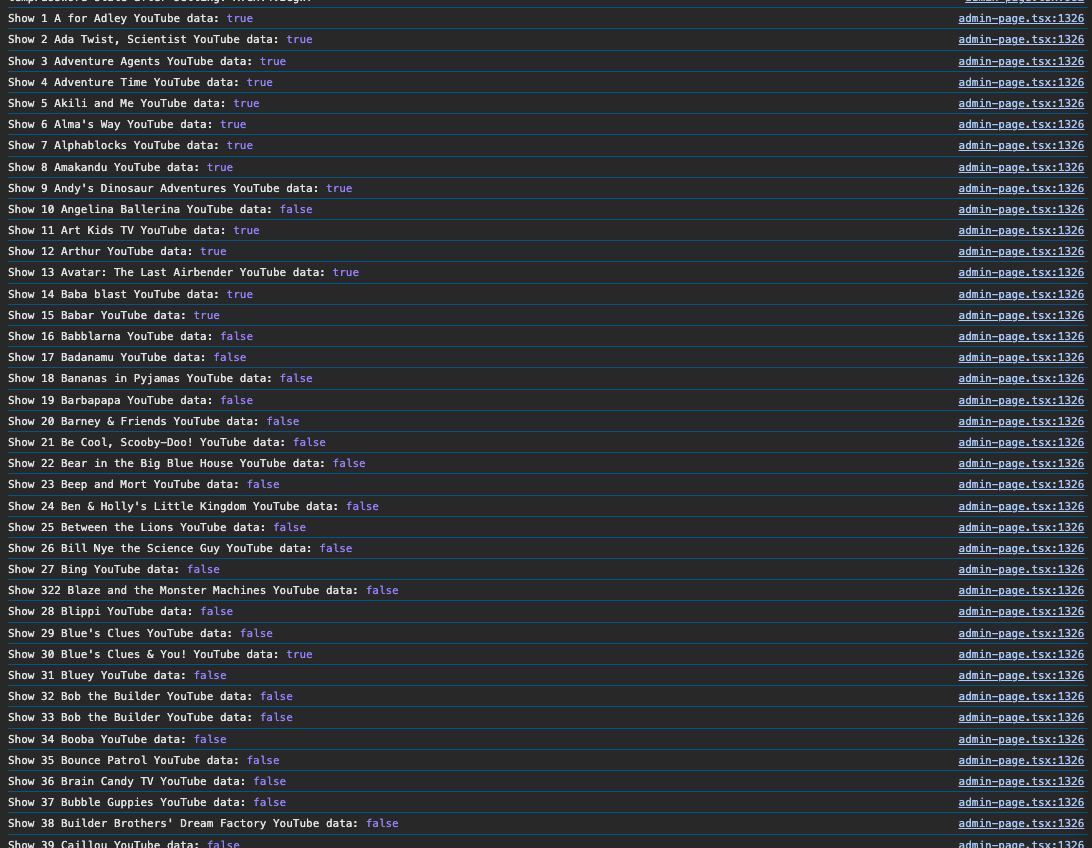 Show 1 A for Adley YouTube data: true admin-page.tsx:1326
Show 2 Ada Twist, Scientist YouTube data: true admin-page.tsx:1326
Show 3 Adventure Agents YouTube data: true admin-page.tsx:1326
Show 4 Adventure Time YouTube data: true admin-page.tsx:1326
Show 5 Akili and Me YouTube data: true admin-page.tsx:1326
Show 6 Alma's Way YouTube data: true admin-page.tsx:1326
Show 7 Alphablocks YouTube data: true admin-page.tsx:1326
Show 8 Amakandu YouTube data: true admin-page.tsx:1326
Show 9 Andy's Dinosaur Adventures YouTube data: true admin-page.tsx:1326
Show 10 Angelina Ballerina YouTube data: false admin-page.tsx:1326
Show 11 Art Kids TV YouTube data: true admin-page.tsx:1326
Show 12 Arthur YouTube data: true admin-page.tsx:1326
Show 13 Avatar: The Last Airbender YouTube data: true admin-page.tsx:1326
Show 14 Baba blast YouTube data: true admin-page.tsx:1326
Show 15 Babar YouTube data: true admin-page.tsx:1326
Show 16 Babblarna YouTube data: false admin-page.tsx:1326
Show 17 Badanamu YouTube data: false admin-page.tsx:1326
Show 18 Bananas in Pyjamas YouTube data: false admin-page.tsx:1326
Show 19 Barbapapa YouTube data: false admin-page.tsx:1326
Show 20 Barney & Friends YouTube data: false admin-page.tsx:1326
Show 21 Be Cool, Scooby-Doo! YouTube data: false admin-page.tsx:1326
Show 22 Bear in the Big Blue House YouTube data: false admin-page.tsx:1326
Show 23 Beep and Mort YouTube data: false admin-page.tsx:1326
Show 24 Ben & Holly's Little Kingdom YouTube data: false admin-page.tsx:1326
Show 25 Between the Lions YouTube data: false admin-page.tsx:1326
Show 26 Bill Nye the Science Guy YouTube data: false admin-page.tsx:1326
Show 27 Bing YouTube data: false admin-page.tsx:1326
Show 322 Blaze and the Monster Machines YouTube data: false admin-page.tsx:1326
Show 28 Blippi YouTube data: false admin-page.tsx:1326
Show 29 Blue's Clues YouTube data: false admin-page.tsx:1326
Show 30 Blue's Clues & You! YouTube data: true admin-page.tsx:1326
Show 31 Bluey YouTube data: false admin-page.tsx:1326
Show 32 Bob the Builder YouTube data: false admin-page.tsx:1326
Show 33 Bob the Builder YouTube data: false admin-page.tsx:1326
Show 34 Booba YouTube data: false admin-page.tsx:1326
Show 35 Bounce Patrol YouTube data: false admin-page.tsx:1326
Show 36 Brain Candy TV YouTube data: false admin-page.tsx:1326
Show 37 Bubble Guppies YouTube data: false admin-page.tsx:1326
Show 38 Builder Brothers' Dream Factory YouTube data: false admin-page.tsx:1326
Show 39 Caillou YouTube data: false admin-page.tsx:1326